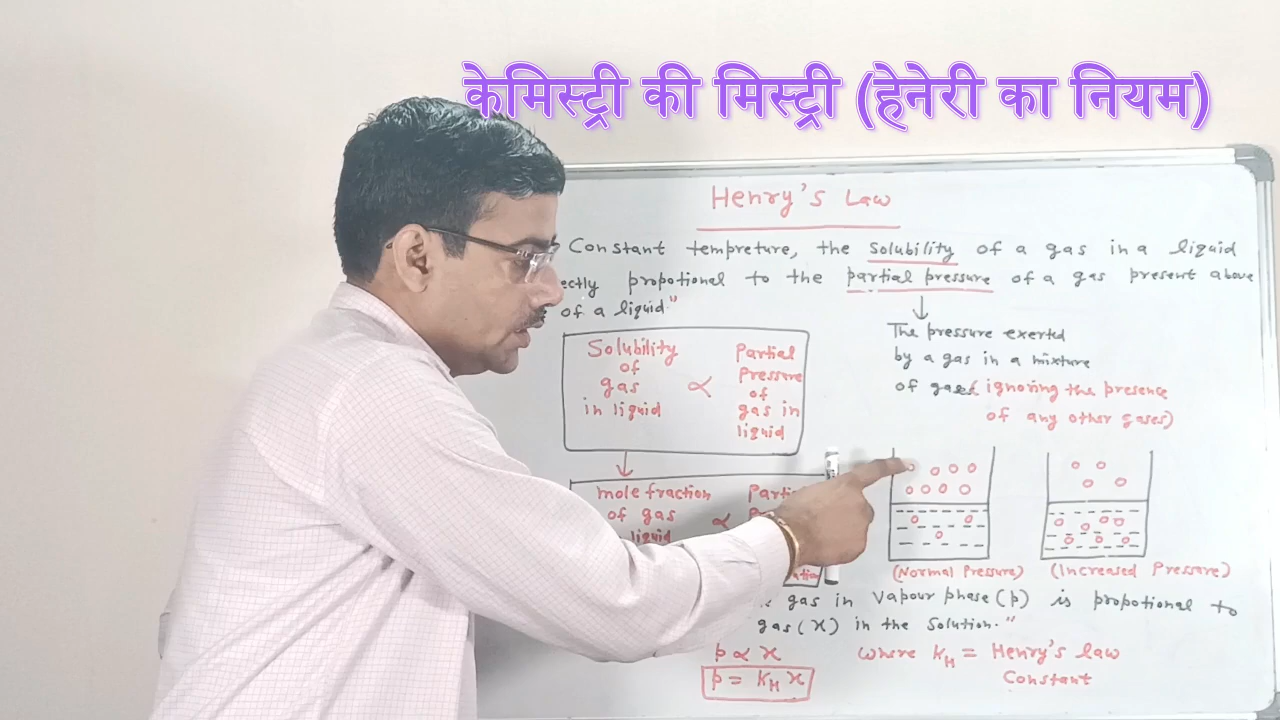 केमिस्ट्री की मिस्ट्री (हेनेरी का नियम)
Henry's Law
Constant tempreture, the Solubility of a gas in a liquid
ectly propotional to the partial pressure of a gas present above
of a liquid"
The pressure exerted
by a gas in a mixture
of gases (ignoring the presence
of any other gases)
Solubility
of
gas
in liquid
∝
Partial
Pressure
of
gas in
liquid
mole fraction
of gas
liquid
∝
(Normal Pressure)
(Increased Pressure)
gas in Vapour phase (p) is propotional to
gas (x) in the Solution."
p ∝ x
p = KH x
where KH = Henry's law
Constant